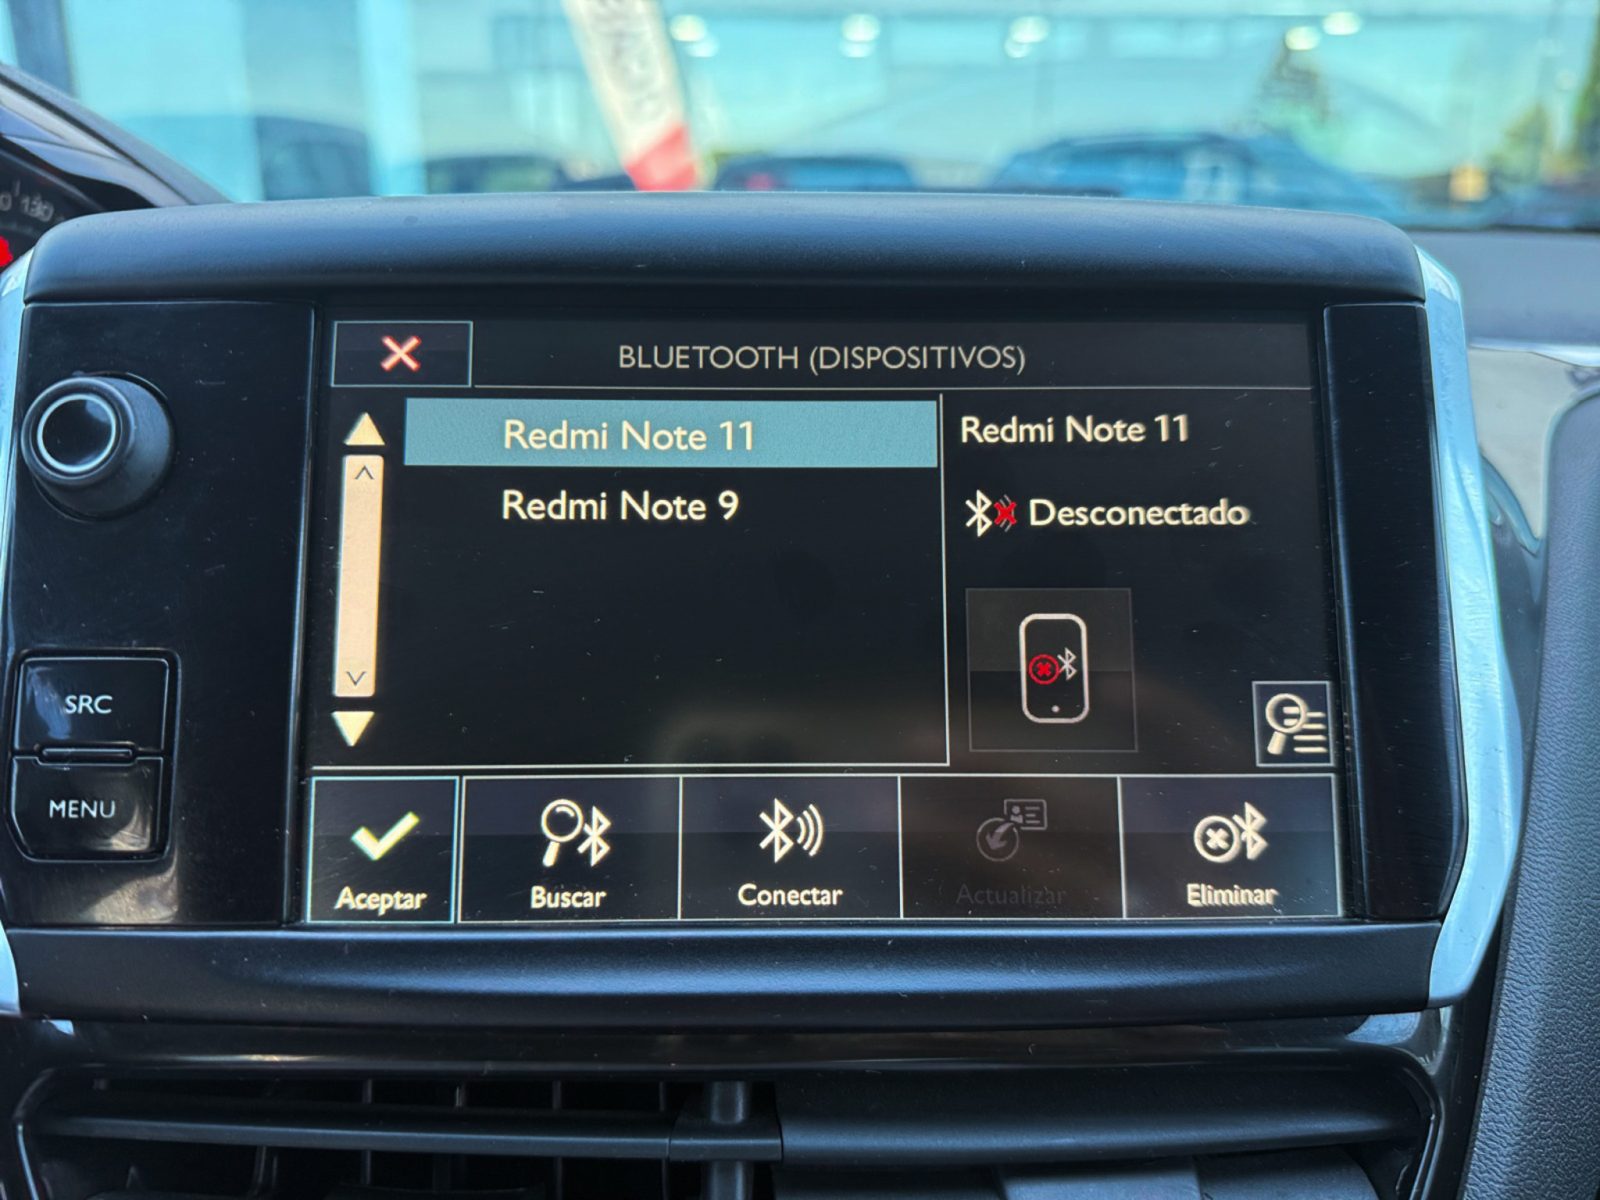 130
BLUETOOTH (DISPOSITIVOS)
Redmi Note 11
Redmi Note 9
Redmi Note 11
Desconectado
SRC
MENU
Aceptar
Buscar
Conectar
Actualizar
Eliminar